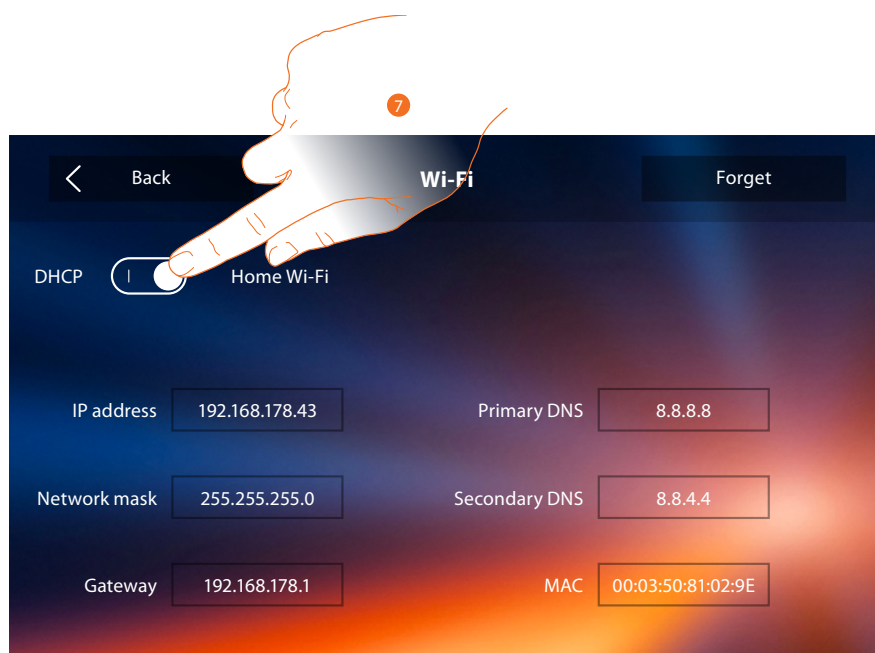 7
Back
Wi-Fi
Forget
DHCP
I
Home Wi-Fi
IP address 192.168.178.43
Primary DNS 8.8.8.8
Network mask 255.255.255.0
Secondary DNS 8.8.4.4
Gateway 192.168.178.1
MAC 00:03:50:81:02:9E